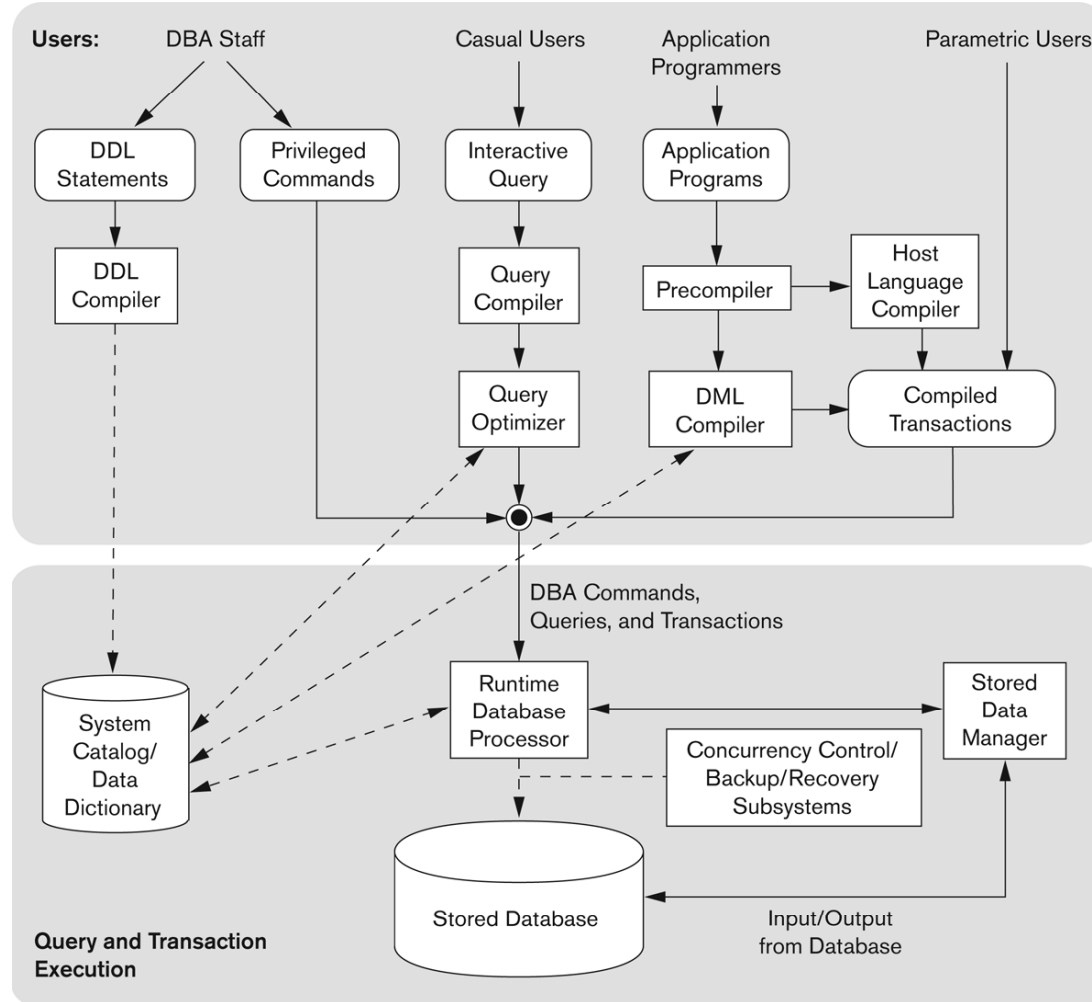 Users:
DBA Staff
Casual Users
Application
Programmers
Parametric Users
DDL
Statements
Privileged
Commands
Interactive
Query
Application
Programs
DDL
Compiler
Query
Compiler
Precompiler
Host
Language
Compiler
Query
Optimizer
DML
Compiler
Compiled
Transactions
DBA Commands,
Queries, and Transactions
System
Catalog/
Data
Dictionary
Runtime
Database
Processor
Stored
Data
Manager
Concurrency Control/
Backup/Recovery
Subsystems
Stored Database
Input/Output
from Database
Query and Transaction
Execution